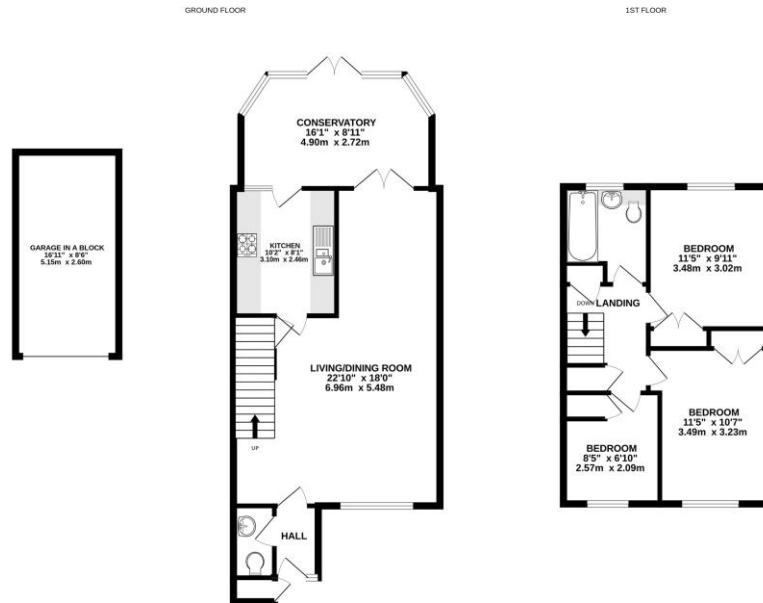 GROUND FLOOR
1ST FLOOR
CONSERVATORY
16'1" x 8'11"
4.90m x 2.72m
GARAGE IN A BLOCK
16'11" x 8'6"
5.15m x 2.60m
KITCHEN
10'2" x 8'1"
3.10m x 2.46m
LIVING/DINING ROOM
22'10" x 18'0"
6.96m x 5.48m
UP
HALL
BEDROOM
11'5" x 9'11"
3.48m x 3.02m
DOWN
LANDING
BEDROOM
11'5" x 10'7"
3.49m x 3.23m
BEDROOM
8'5" x 6'10"
2.57m x 2.09m